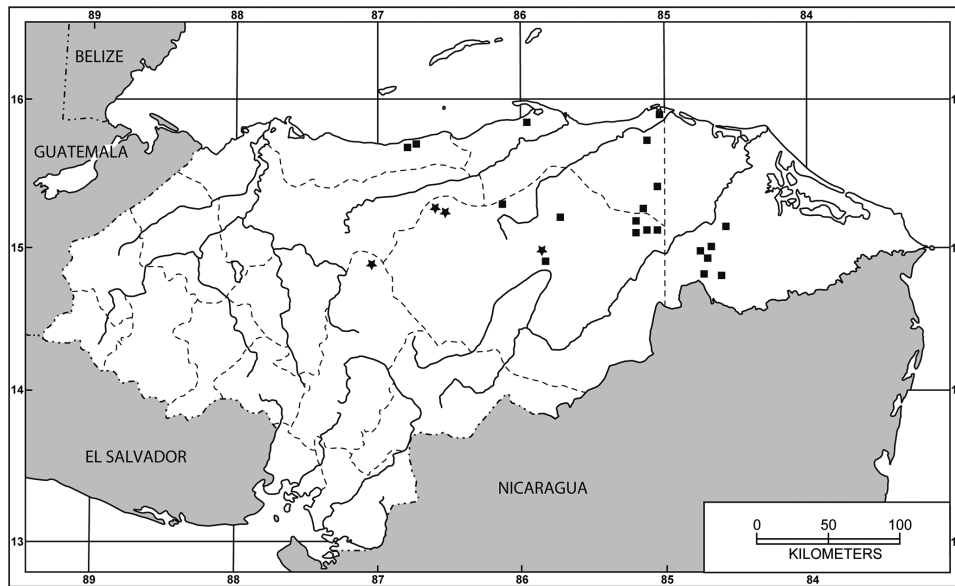 89 88 87 86 85 84
BELIZE
16
GUATEMALA
15
14
EL SALVADOR
NICARAGUA
13
0 50 100
KILOMETERS
89 88 87 86 85 84